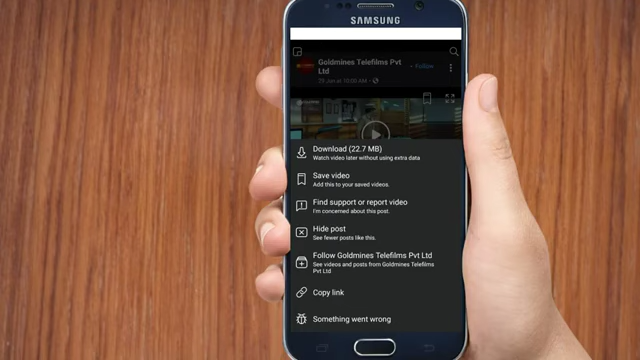 SAMSUNG
Goldmines Telefilms Pvt
Ltd
• Follow
25 Jun at 10:00 AM •
Download (22.7 MB)
Watch video later without using extra data
Save video
Add this to your saved videos.
Find support or report video
I'm concerned about this post.
Hide post
See fewer posts like this.
Follow Goldmines Telefilms Pvt Ltd
See videos and posts from Goldmines Telefilms
Pvt Ltd
Copy link
Something went wrong